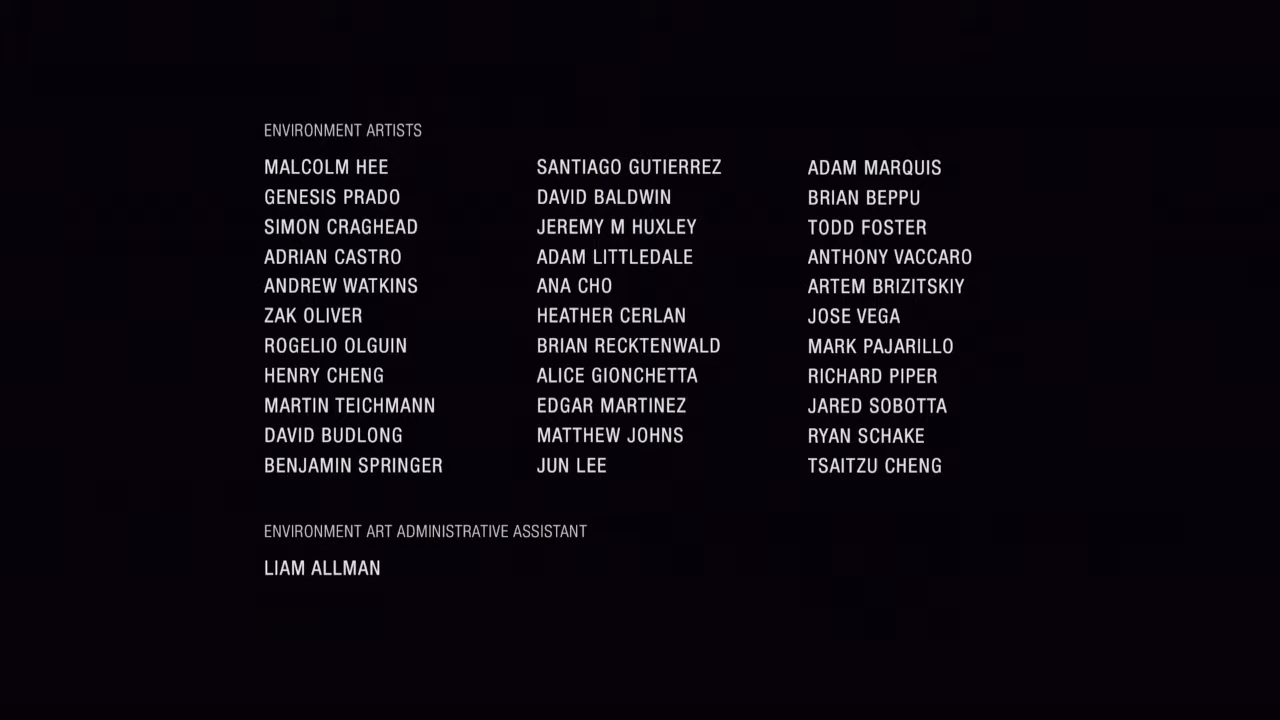 ENVIRONMENT ARTISTS
MALCOLM HEE
GENESIS PRADO
SIMON CRAGHEAD
ADRIAN CASTRO
ANDREW WATKINS
ZAK OLIVER
ROGELIO OLGUIN
HENRY CHENG
MARTIN TEICHMANN
DAVID BUDLONG
BENJAMIN SPRINGER
SANTIAGO GUTIERREZ
DAVID BALDWIN
JEREMY M HUXLEY
ADAM LITTLEDALE
ANA CHO
HEATHER CERLAN
BRIAN RECKTENWALD
ALICE GIONCHETTA
EDGAR MARTINEZ
MATTHEW JOHNS
JUN LEE
ADAM MARQUIS
BRIAN BEPPU
TODD FOSTER
ANTHONY VACCARO
ARTEM BRIZITSKIY
JOSE VEGA
MARK PAJARILLO
RICHARD PIPER
JARED SOBOTTA
RYAN SCHAKE
TSAITZU CHENG
ENVIRONMENT ART ADMINISTRATIVE ASSISTANT
LIAM ALLMAN